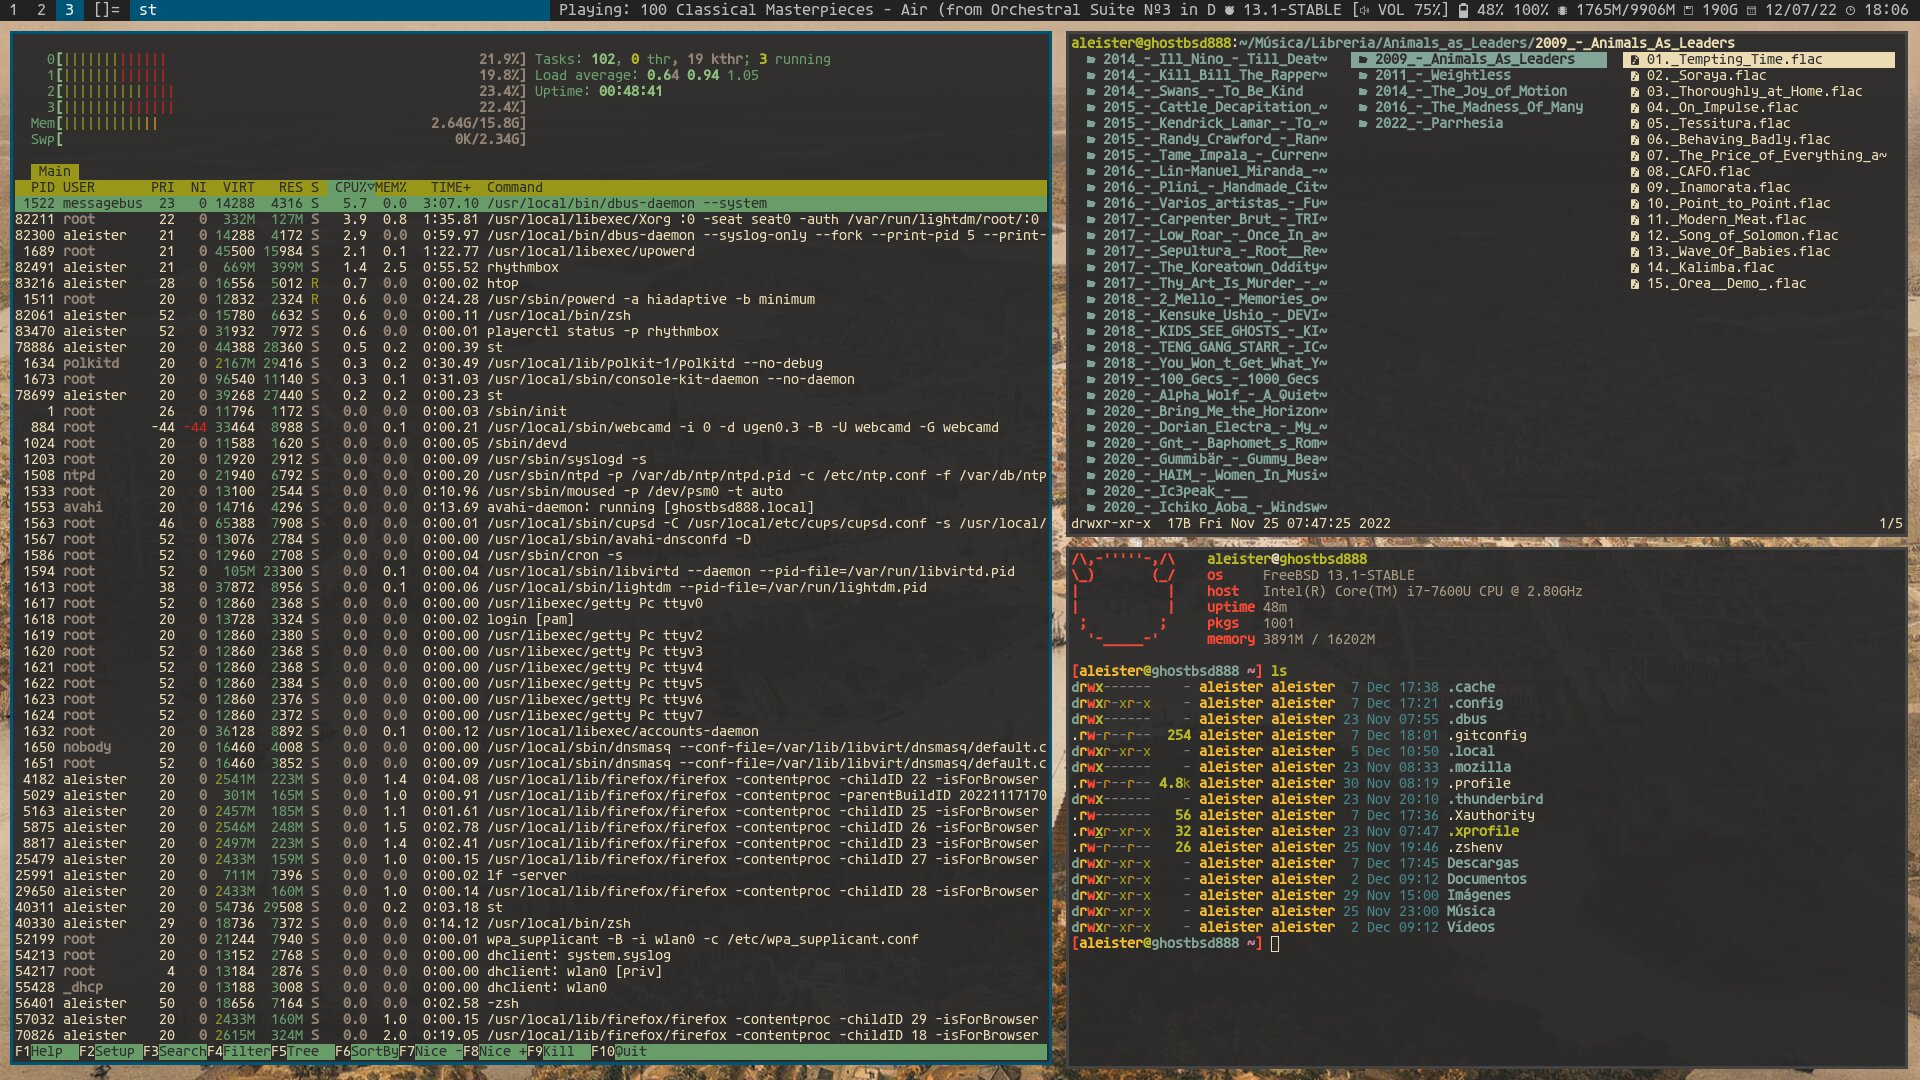 1 2 3 []= st Playing: 100 Classical Masterpieces - Air (from Orchestral Suite Nº3 in D 13.1-STABLE [ VOL 75%] 48% 100% 1765M/9906M 190G 12/07/22 18:06
0[|||||||||||||| 21.9%] Tasks: 102, 0 thr, 19 kthr; 3 running
1[|||||||||||||| 19.8%] Load average: 0.64 0.94 1.05
2[||||||||||||||| 23.4%] Uptime: 00:48:41
3[||||||||||||||| 22.4%]
Mem[||||||||||||| 2.64G/15.8G]
Swp[ 0K/2.34G]
Main
PID USER PRI NI VIRT RES S CPU%▽MEM% TIME+ Command
1522 messagebus 23 0 14288 4316 S 5.7 0.0 3:07.10 /usr/local/bin/dbus-daemon --system
82211 root 22 0 332M 127M S 3.9 0.8 1:35.81 /usr/local/libexec/Xorg :0 -seat seat0 -auth /var/run/lightdm/root/:0
82300 aleister 21 0 14288 4172 S 2.9 0.0 0:59.97 /usr/local/bin/dbus-daemon --syslog-only --fork --print-pid 5 --print-
1689 root 21 0 45500 15984 S 2.1 0.1 1:22.77 /usr/local/libexec/upowerd
82491 aleister 21 0 669M 399M S 1.4 2.5 0:55.52 rhythmbox
83216 aleister 28 0 16556 5012 R 0.7 0.0 0:00.02 htop
1511 root 20 0 12832 2324 R 0.6 0.0 0:24.28 /usr/sbin/powerd -a hiadaptive -b minimum
82061 aleister 52 0 15780 6632 S 0.6 0.0 0:00.11 /usr/local/bin/zsh
83470 aleister 52 0 31932 7972 S 0.6 0.0 0:00.01 playerctl status -p rhythmbox
78886 aleister 20 0 44388 28360 S 0.5 0.2 0:00.39 st
1634 polkitd 20 0 2167M 29416 S 0.3 0.2 0:30.49 /usr/local/lib/polkit-1/polkitd --no-debug
1673 root 20 0 96540 11140 S 0.3 0.1 0:31.03 /usr/local/sbin/console-kit-daemon --no-daemon
78699 aleister 20 0 39268 27440 S 0.2 0.2 0:00.23 st
1 root 26 0 11796 1172 S 0.0 0.0 0:00.03 /sbin/init
884 root -44 -44 33464 8988 S 0.0 0.1 0:00.21 /usr/local/sbin/webcamd -i 0 -d ugen0.3 -B -U webcamd -G webcamd
1024 root 20 0 11588 1620 S 0.0 0.0 0:00.05 /sbin/devd
1203 root 20 0 12920 2912 S 0.0 0.0 0:00.09 /usr/sbin/syslogd -s
1508 ntpd 20 0 21940 6792 S 0.0 0.0 0:00.20 /usr/sbin/ntpd -p /var/db/ntp/ntpd.pid -c /etc/ntp.conf -f /var/db/ntp
1533 root 20 0 13100 2544 S 0.0 0.0 0:10.96 /usr/sbin/moused -p /dev/psm0 -t auto
1553 avahi 20 0 14716 4296 S 0.0 0.0 0:13.69 avahi-daemon: running [ghostbsd888.local]
1563 root 46 0 65388 7908 S 0.0 0.0 0:00.01 /usr/local/sbin/cupsd -C /usr/local/etc/cups/cupsd.conf -s /usr/local/
1567 root 52 0 13076 2784 S 0.0 0.0 0:00.00 /usr/local/sbin/avahi-dnsconfd -D
1586 root 52 0 12960 2708 S 0.0 0.0 0:00.04 /usr/sbin/cron -s
1594 root 52 0 105M 23300 S 0.0 0.1 0:00.04 /usr/sbin/libvirtd --daemon --pid-file=/var/run/libvirtd.pid
1613 root 38 0 37872 8956 S 0.0 0.1 0:00.06 /usr/local/sbin/lightdm --pid-file=/var/run/lightdm.pid
1617 root 52 0 12860 2368 S 0.0 0.0 0:00.00 /usr/libexec/getty Pc ttyv0
1618 root 20 0 13728 3324 S 0.0 0.0 0:00.02 login [pam]
1619 root 52 0 12860 2380 S 0.0 0.0 0:00.00 /usr/libexec/getty Pc ttyv2
1620 root 52 0 12860 2368 S 0.0 0.0 0:00.00 /usr/libexec/getty Pc ttyv3
1621 root 52 0 12860 2368 S 0.0 0.0 0:00.00 /usr/libexec/getty Pc ttyv4
1622 root 52 0 12860 2384 S 0.0 0.0 0:00.00 /usr/libexec/getty Pc ttyv5
1623 root 52 0 12860 2376 S 0.0 0.0 0:00.00 /usr/libexec/getty Pc ttyv6
1624 root 52 0 12860 2372 S 0.0 0.0 0:00.00 /usr/libexec/getty Pc ttyv7
1632 root 20 0 36128 8892 S 0.0 0.1 0:00.12 /usr/local/libexec/accounts-daemon
1650 nobody 20 0 16460 4008 S 0.0 0.0 0:00.00 /usr/local/sbin/dnsmasq --conf-file=/var/lib/libvirt/dnsmasq/default.c
1651 root 52 0 16460 3852 S 0.0 0.0 0:00.09 /usr/local/sbin/dnsmasq --conf-file=/var/lib/libvirt/dnsmasq/default.c
4182 aleister 20 0 2541M 223M S 0.0 1.4 0:04.08 /usr/local/lib/firefox/firefox -contentproc -childID 22 -isForBrowser
5029 aleister 20 0 301M 165M S 0.0 1.0 0:00.91 /usr/local/lib/firefox/firefox -contentproc -parentBuildID 20221117170
5163 aleister 20 0 2457M 185M S 0.0 1.1 0:01.61 /usr/local/lib/firefox/firefox -contentproc -childID 25 -isForBrowser
5875 aleister 20 0 2546M 248M S 0.0 1.5 0:02.78 /usr/local/lib/firefox/firefox -contentproc -childID 26 -isForBrowser
8817 aleister 20 0 2497M 223M S 0.0 1.4 0:02.41 /usr/local/lib/firefox/firefox -contentproc -childID 23 -isForBrowser
25479 aleister 20 0 2433M 159M S 0.0 1.0 0:00.15 /usr/local/lib/firefox/firefox -contentproc -childID 27 -isForBrowser
25991 aleister 20 0 711M 7396 S 0.0 0.0 0:00.02 lf -server
29650 aleister 20 0 2433M 160M S 0.0 1.0 0:00.14 /usr/local/lib/firefox/firefox -contentproc -childID 28 -isForBrowser
40311 aleister 20 0 54736 29508 S 0.0 0.2 0:03.18 st
40330 aleister 29 0 18736 7372 S 0.0 0.0 0:14.12 /usr/local/bin/zsh
52199 root 20 0 21244 7940 S 0.0 0.0 0:00.01 wpa_supplicant -B -i wlan0 -c /etc/wpa_supplicant.conf
54213 root 20 0 13152 2768 S 0.0 0.0 0:00.00 dhclient: system.syslog
54217 root 4 0 13184 2876 S 0.0 0.0 0:00.00 dhclient: wlan0 [priv]
55428 _dhcp 20 0 13188 3008 S 0.0 0.0 0:00.00 dhclient: wlan0
56401 aleister 50 0 18656 7164 S 0.0 0.0 0:02.58 -zsh
57032 aleister 20 0 2433M 160M S 0.0 1.0 0:00.15 /usr/local/lib/firefox/firefox -contentproc -childID 29 -isForBrowser
70826 aleister 20 0 2615M 324M S 0.0 2.0 0:19.05 /usr/local/lib/firefox/firefox -contentproc -childID 18 -isForBrowser
F1Help F2Setup F3SearchF4FilterF5Tree F6SortByF7Nice -F8Nice +F9Kill F10Quit
aleister@ghostbsd888:~/Música/Libreria/Animals_as_Leaders/2009_-_Animals_As_Leaders
2014_-_Ill_Nino_-_Till_Deat~ 2009_-_Animals_As_Leaders 01._Tempting_Time.flac
2014_-_Kill_Bill_The_Rapper~ 2011_-_Weightless 02._Soraya.flac
2014_-_Swans_-_To_Be_Kind 2014_-_The_Joy_of_Motion 03._Thoroughly_at_Home.flac
2015_-_Cattle_Decapitation_~ 2016_-_The_Madness_Of_Many 04._On_Impulse.flac
2015_-_Kendrick_Lamar_-_To_~ 2022_-_Parrhesia 05._Tessitura.flac
2015_-_Randy_Crawford_-_Ran~ 06._Behaving_Badly.flac
2015_-_Tame_Impala_-_Curren~ 07._The_Price_of_Everything_a~
2016_-_Lin-Manuel_Miranda_-~ 08._CAFO.flac
2016_-_Plini_-_Handmade_Cit~ 09._Inamorata.flac
2016_-_Varios_artistas_-_Fu~ 10._Point_to_Point.flac
2017_-_Carpenter_Brut_-_TRI~ 11._Modern_Meat.flac
2017_-_Low_Roar_-_Once_In_a~ 12._Song_of_Solomon.flac
2017_-_Sepultura_-_Root__Re~ 13._Wave_Of_Babies.flac
2017_-_The_Koreatown_Oddity~ 14._Kalimba.flac
2017_-_Thy_Art_Is_Murder_-_~ 15._Orea__Demo_.flac
2018_-_2_Mello_-_Memories_o~
2018_-_Kensuke_Ushio_-_DEVI~
2018_-_KIDS_SEE_GHOSTS_-_KI~
2018_-_TENG_GANG_STARR_-_IC~
2018_-_You_Won_t_Get_What_Y~
2019_-_100_Gecs_-_1000_Gecs
2020_-_Alpha_Wolf_-_A_Quiet~
2020_-_Bring_Me_the_Horizon~
2020_-_Dorian_Electra_-_My_~
2020_-_Gnt_-_Baphomet_s_Rom~
2020_-_Gummibär_-_Gummy_Bea~
2020_-_HAIM_-_Women_In_Musi~
2020_-_Ic3peak_-__
2020_-_Ichiko_Aoba_-_Windsw~
drwxr-xr-x 17B Fri Nov 25 07:47:25 2022 1/5
/\,-'''''-,/\ aleister@ghostbsd888
\_) (_/ os FreeBSD 13.1-STABLE
| | host Intel(R) Core(TM) i7-7600U CPU @ 2.80GHz
| | uptime 48m
; ; pkgs 1001
'-_____-' memory 3891M / 16202M
[aleister@ghostbsd888 ~] ls
drwx------ - aleister aleister 7 Dec 17:38 .cache
drwxr-xr-x - aleister aleister 7 Dec 17:21 .config
drwx------ - aleister aleister 23 Nov 07:55 .dbus
.rw-r--r-- 254 aleister aleister 7 Dec 18:01 .gitconfig
drwxr-xr-x - aleister aleister 5 Dec 10:50 .local
drwx------ - aleister aleister 23 Nov 08:33 .mozilla
.rw-r--r-- 4.8k aleister aleister 30 Nov 08:19 .profile
drwx------ - aleister aleister 23 Nov 20:10 .thunderbird
.rw------- 56 aleister aleister 7 Dec 17:36 .Xauthority
.rwxr-xr-x 32 aleister aleister 23 Nov 07:47 .xprofile
.rw-r--r-- 26 aleister aleister 25 Nov 19:46 .zshenv
drwxr-xr-x - aleister aleister 7 Dec 17:45 Descargas
drwxr-xr-x - aleister aleister 2 Dec 09:12 Documentos
drwxr-xr-x - aleister aleister 29 Nov 15:00 Imágenes
drwxr-xr-x - aleister aleister 25 Nov 23:00 Música
drwxr-xr-x - aleister aleister 2 Dec 09:12 Vídeos
[aleister@ghostbsd888 ~]